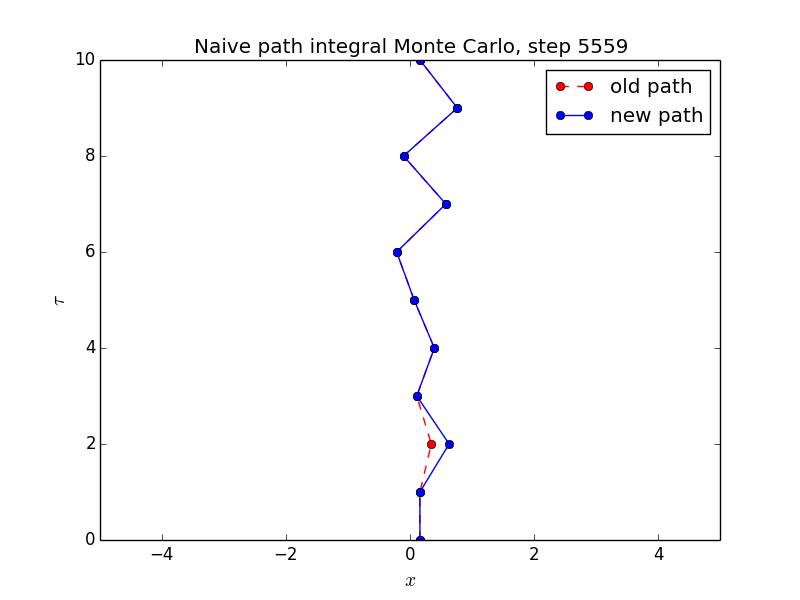 Naive path integral Monte Carlo, step 5559
old path
new path
10
8
6
4
2
0
τ
−4 −2 0 2 4
x